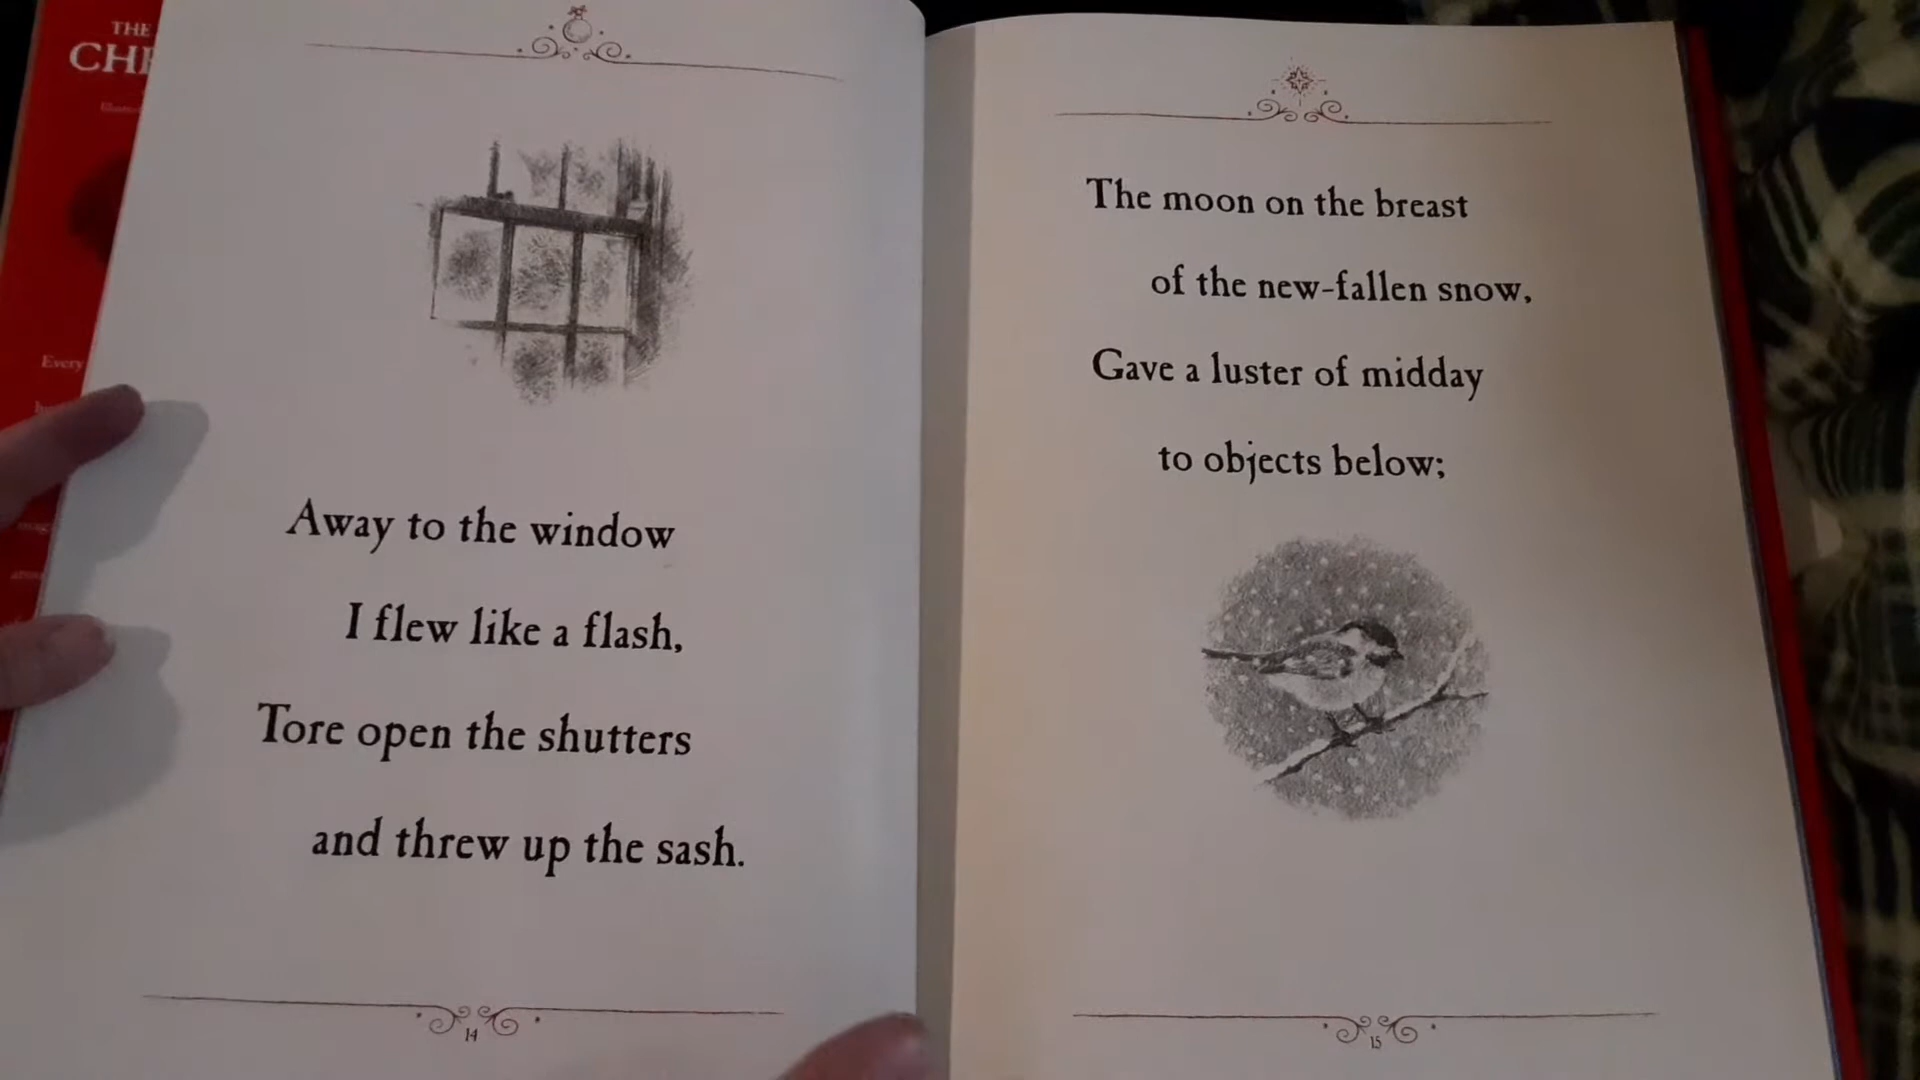 THE
CH
Every
Away to the window
I flew like a flash,
Tore open the shutters
and threw up the sash.
14
The moon on the breast
of the new-fallen snow,
Gave a luster of midday
to objects below;
15